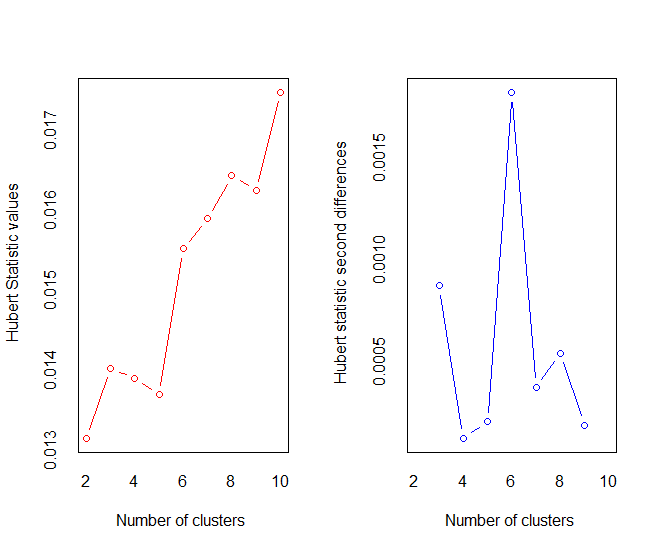 Hubert Statistic values
0.017
0.016
0.015
0.014
0.013
2 4 6 8 10
Number of clusters
Hubert statistic second differences
0.0015
0.0010
0.0005
2 4 6 8 10
Number of clusters